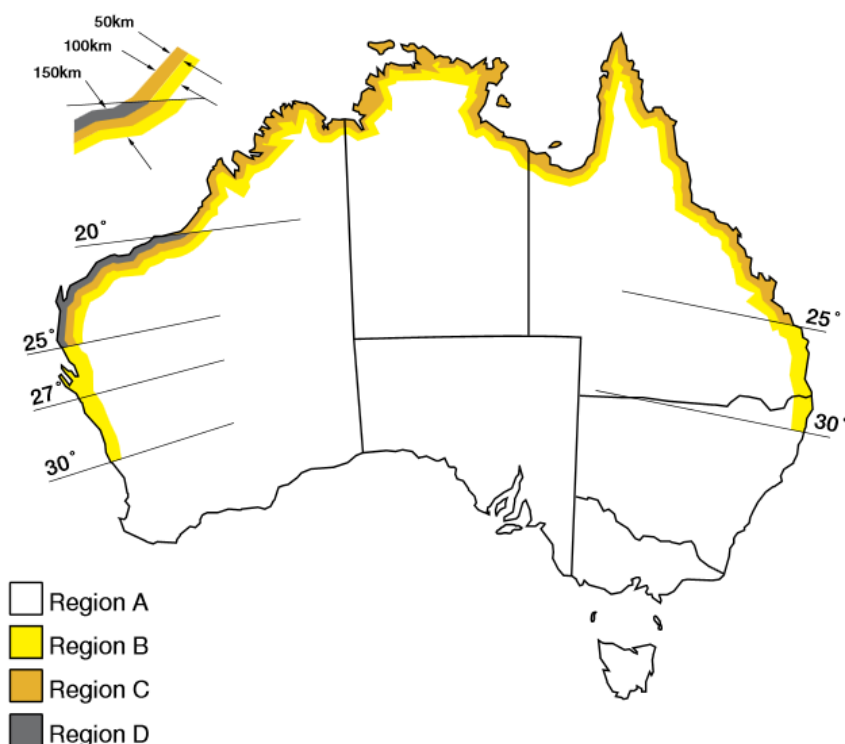 50km
100km
150km
20°
25°
25°
27°
30°
30°
Region A
Region B
Region C
Region D